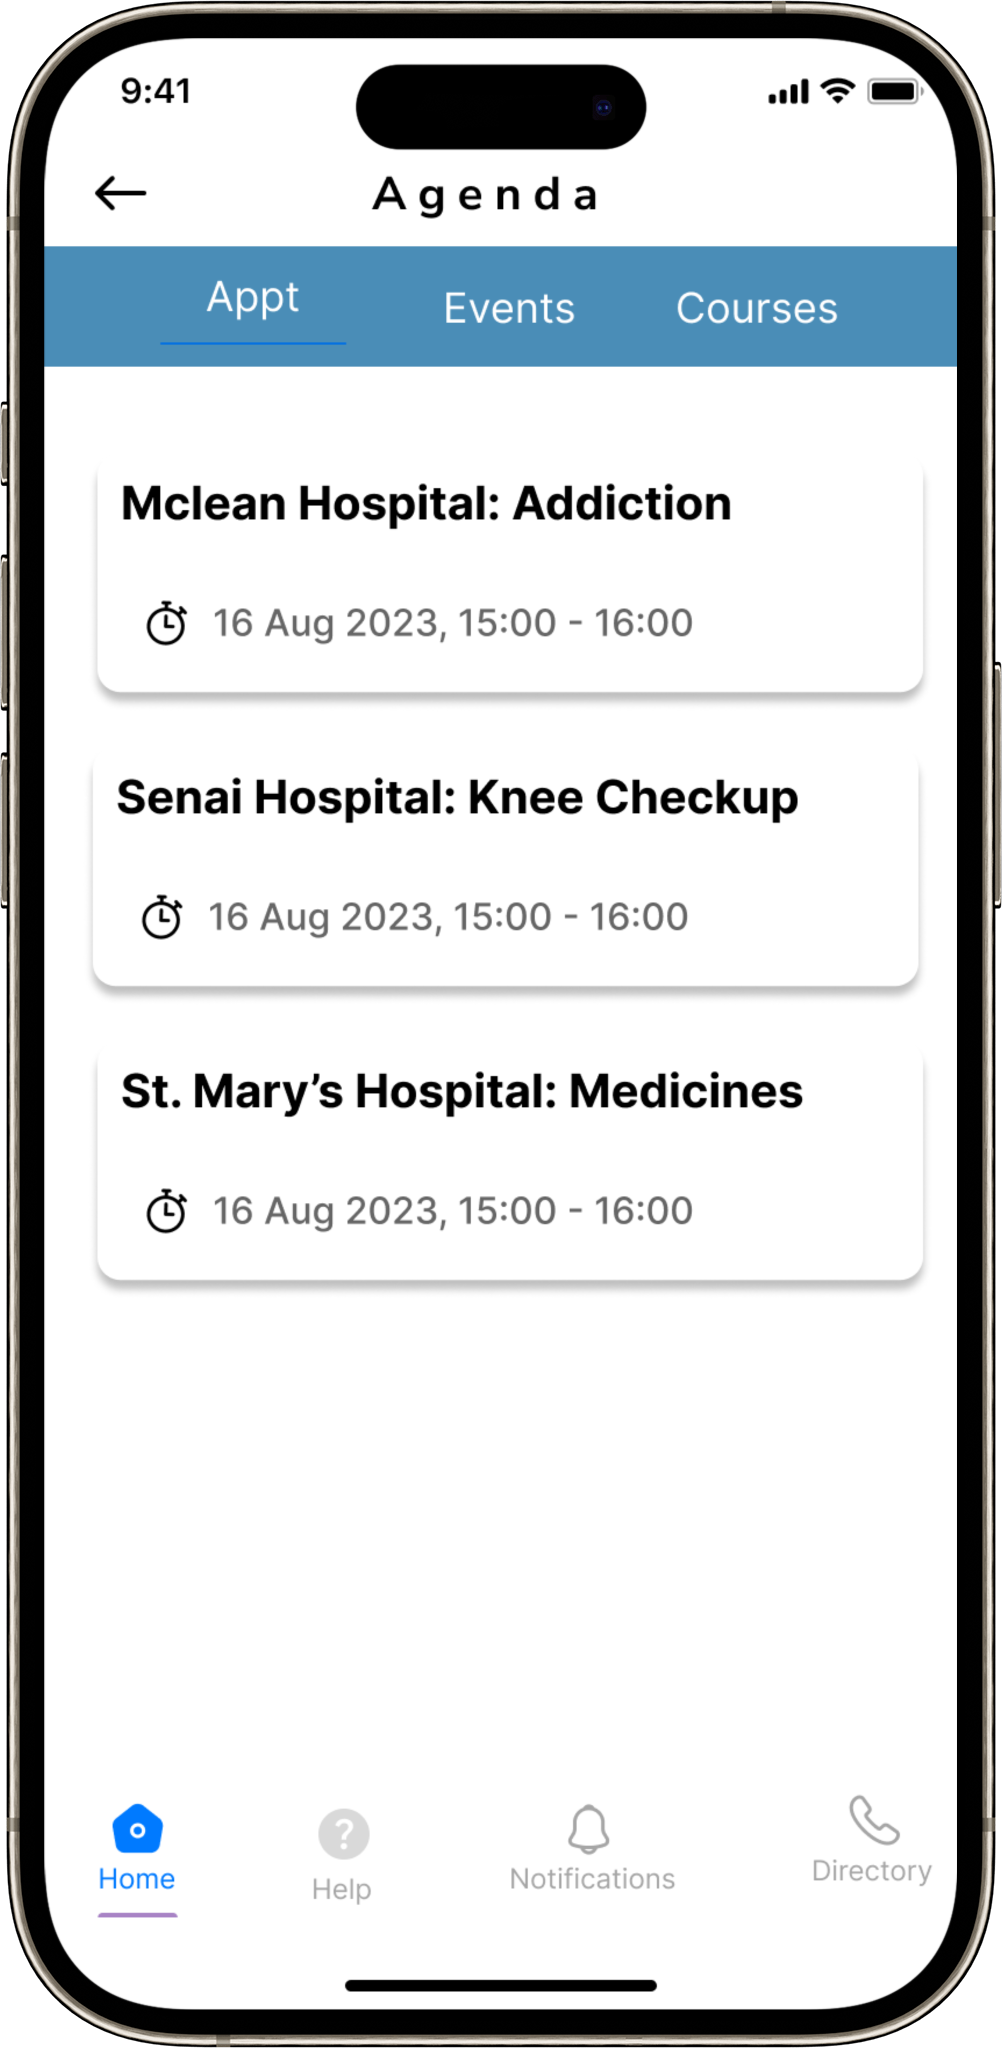 9:41
Agenda
Appt
Events
Courses
Mclean Hospital: Addiction
16 Aug 2023, 15:00 - 16:00
Senai Hospital: Knee Checkup
16 Aug 2023, 15:00 - 16:00
St. Mary’s Hospital: Medicines
16 Aug 2023, 15:00 - 16:00
Home
?
Help
Notifications
Directory